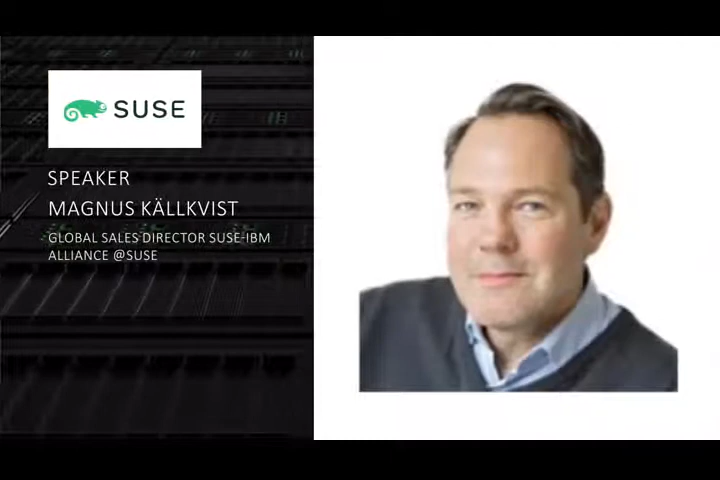 SUSE
SPEAKER
MAGNUS KÄLLKVIST
GLOBAL SALES DIRECTOR SUSE-IBM
ALLIANCE @SUSE